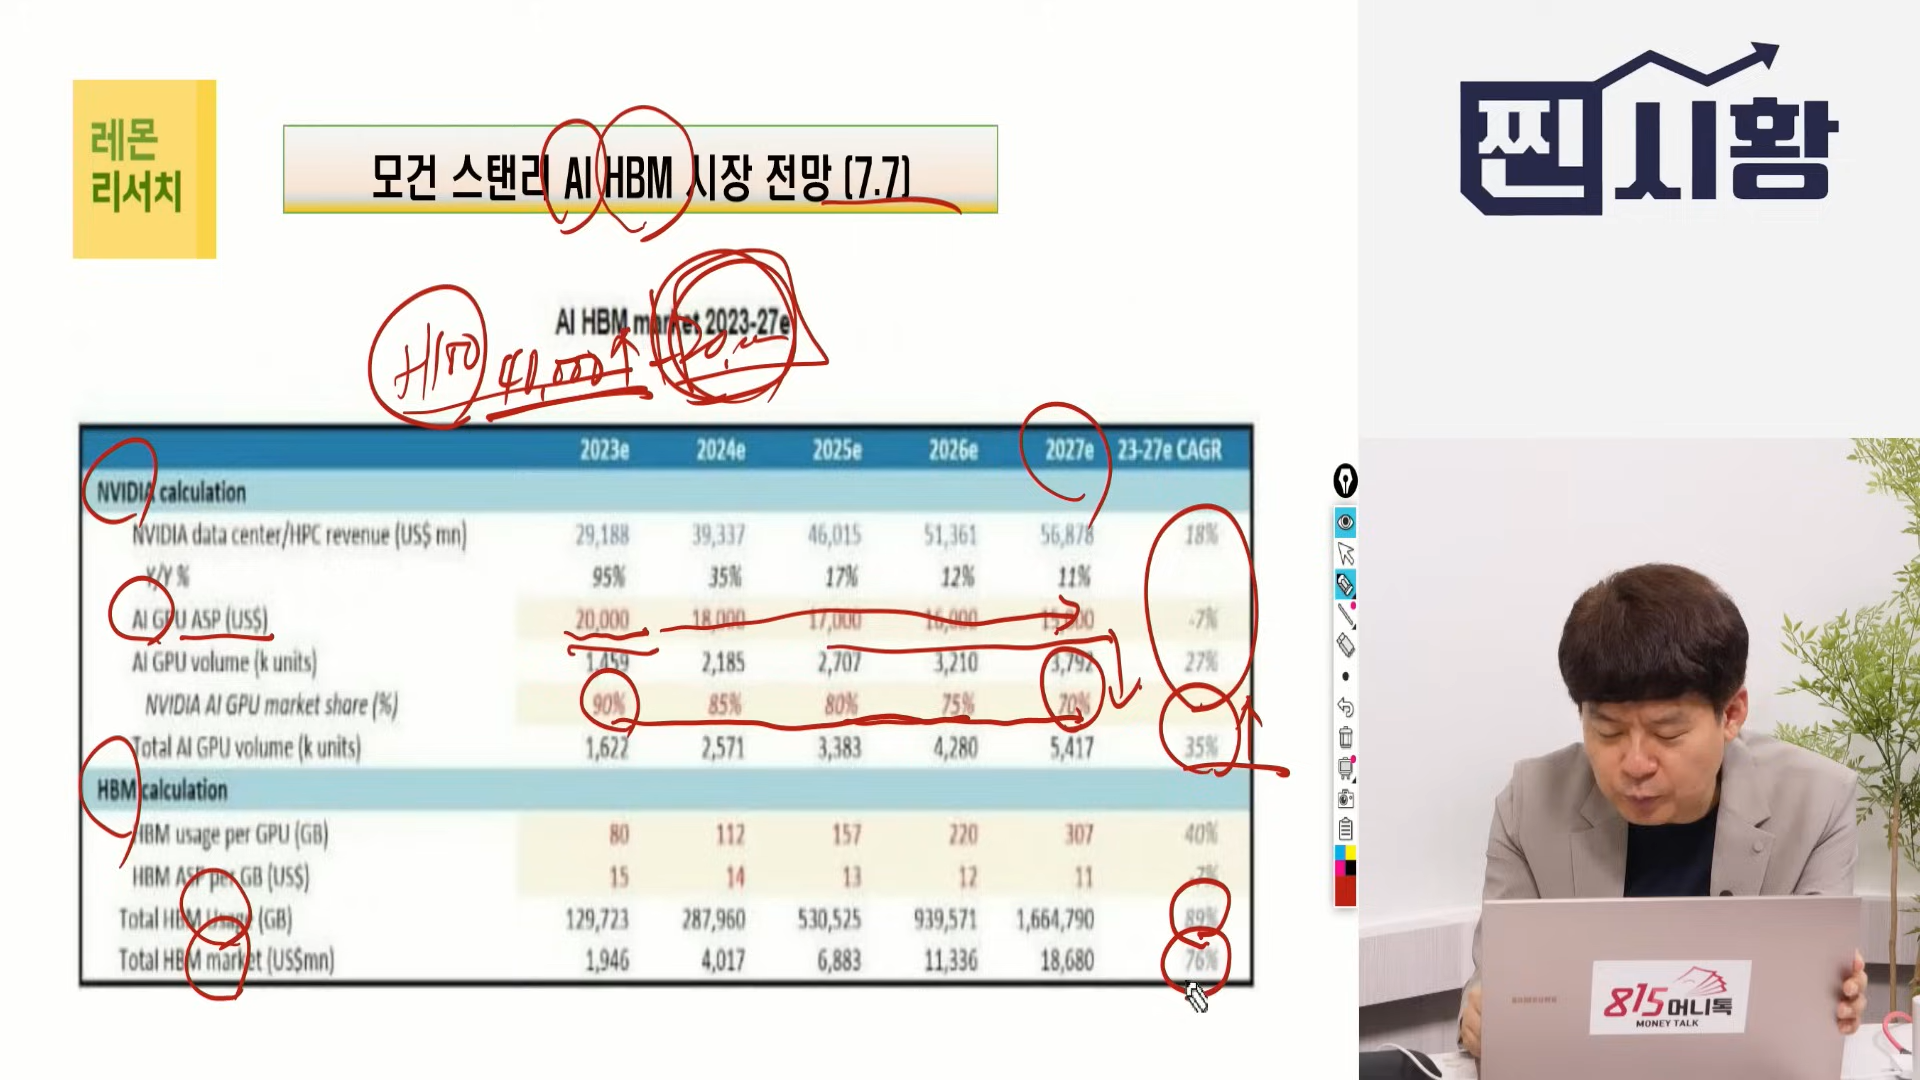 레몬
리서치
모건 스탠리 AI HBM 시장 전망 (7.7)
찐시황
AI HBM market 2023-27e
H100 40,000↑
2023e 2024e 2025e 2026e 2027e 23-27e CAGR
NVIDIA calculation
NVIDIA data center/HPC revenue (US$ mn) 29,188 39,337 46,015 51,361 56,878 18%
Y/Y % 95% 35% 17% 12% 11%
AI GPU ASP (US$) 20,000 18,000 17,000 16,000 15,000 -7%
AI GPU volume (k units) 1,459 2,185 2,707 3,210 3,792 27%
NVIDIA AI GPU market share (%) 90% 85% 80% 75% 70%
Total AI GPU volume (k units) 1,622 2,571 3,383 4,280 5,417 35%
HBM calculation
HBM usage per GPU (GB) 80 112 157 220 307 40%
HBM ASP per GB (US$) 15 14 13 12 11 -7%
Total HBM Usage (GB) 129,723 287,960 530,525 939,571 1,664,790 89%
Total HBM market (US$mn) 1,946 4,017 6,883 11,336 18,680 76%
SAMSUNG
815머니톡
MONEY TALK